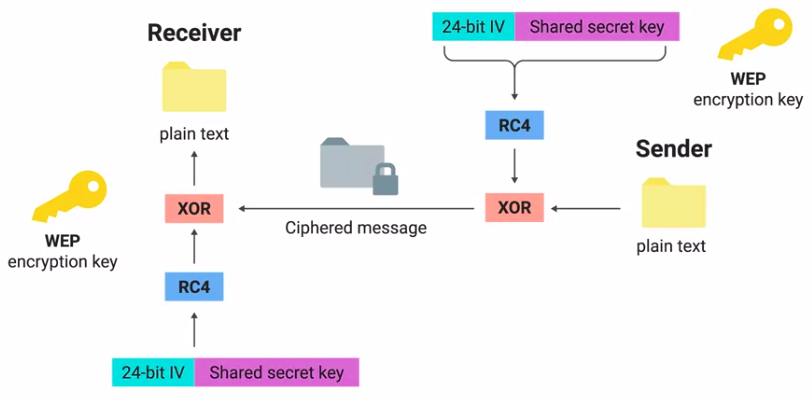 Receiver
plain text
24-bit IV Shared secret key
WEP
encryption key
RC4
Sender
XOR
plain text
Ciphered message
XOR
WEP
encryption key
RC4
24-bit IV Shared secret key